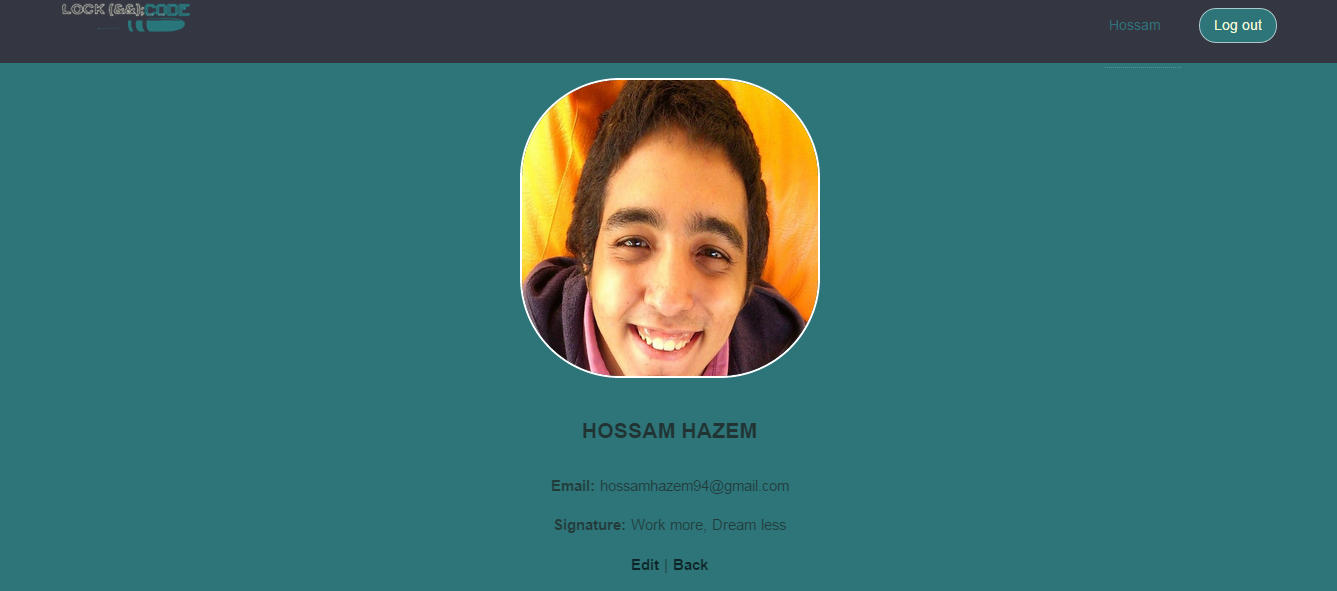 LOCK {&&};CODE
Hossam
Log out
HOSSAM HAZEM
Email: hossamhazem94@gmail.com
Signature: Work more, Dream less
Edit | Back